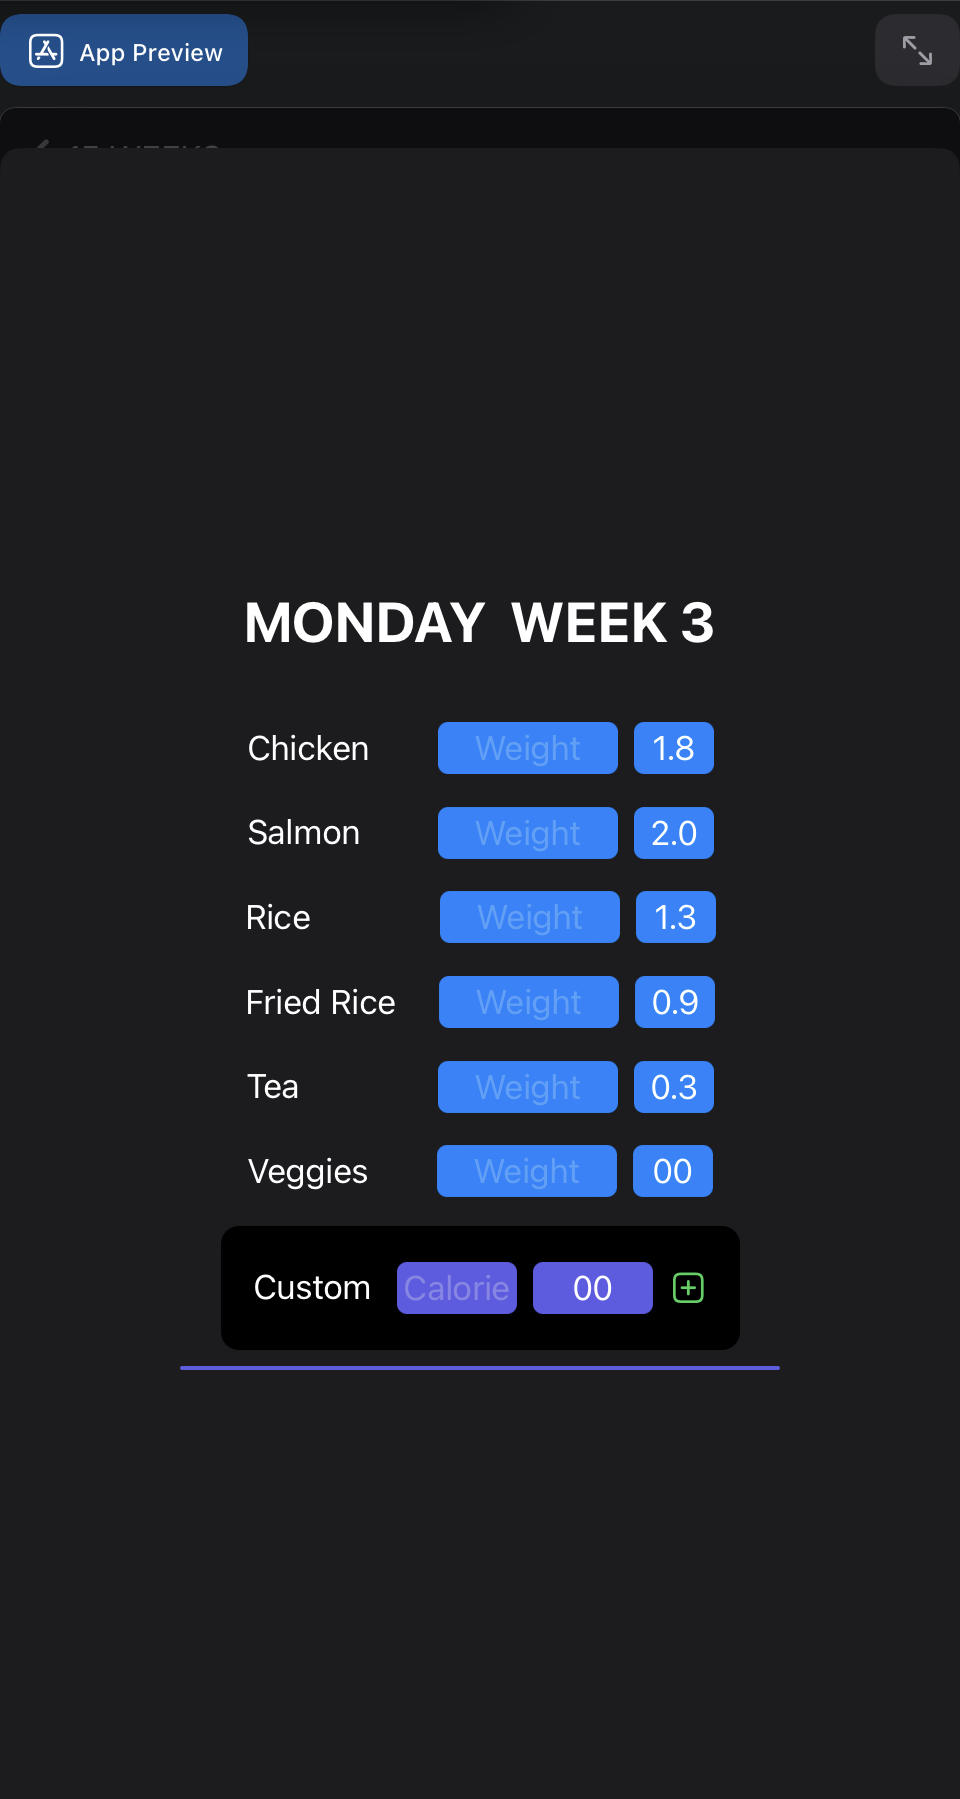 App Preview
MONDAY WEEK 3
Chicken Weight 1.8
Salmon Weight 2.0
Rice Weight 1.3
Fried Rice Weight 0.9
Tea Weight 0.3
Veggies Weight 00
Custom Calorie 00